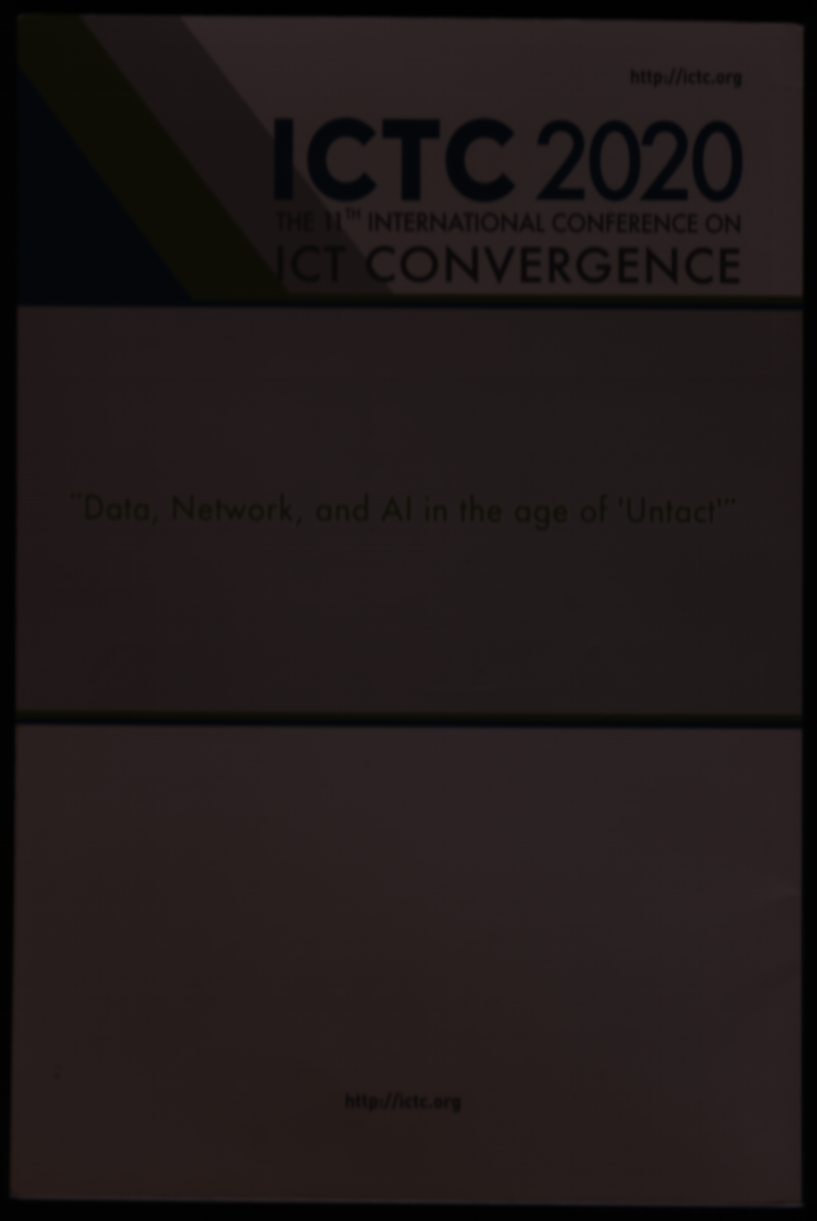 http://ictc.org
ICTC 2020
THE 11TH INTERNATIONAL CONFERENCE ON
ICT CONVERGENCE
"Data, Network, and AI in the age of 'Untact'"
http://ictc.org